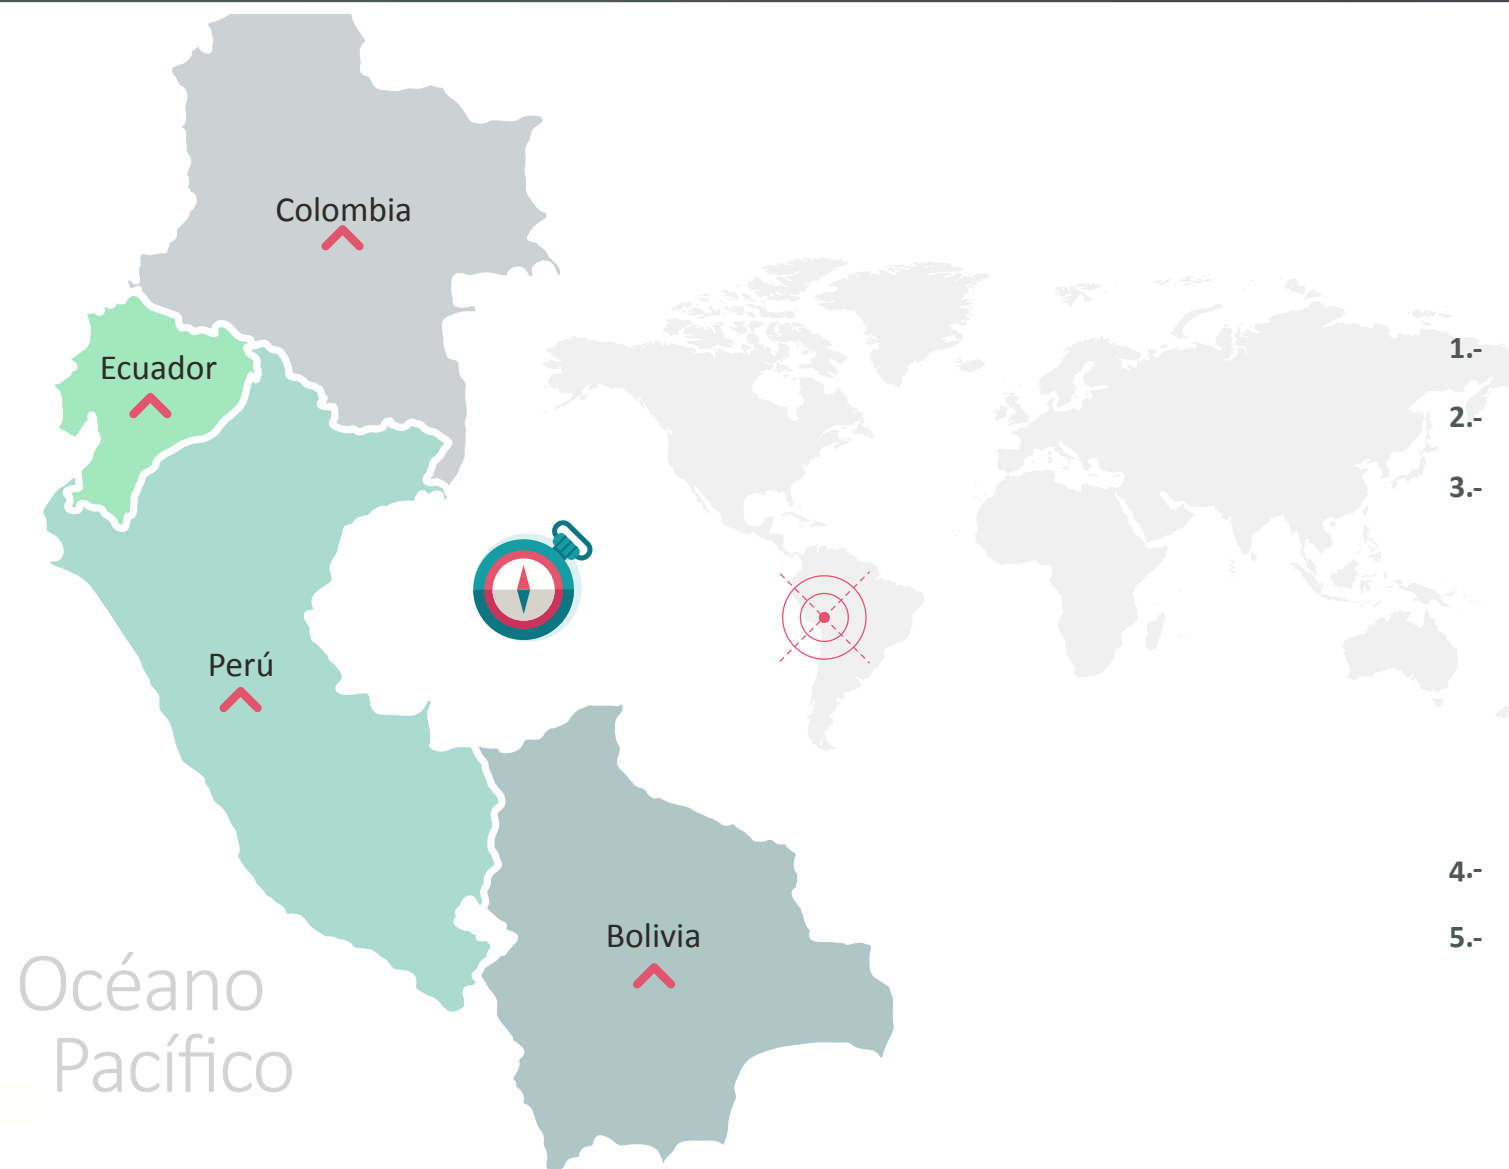 Colombia
Ecuador
Perú
Bolivia
Océano
Pacífico
1.-
2.-
3.-
4.-
5.-